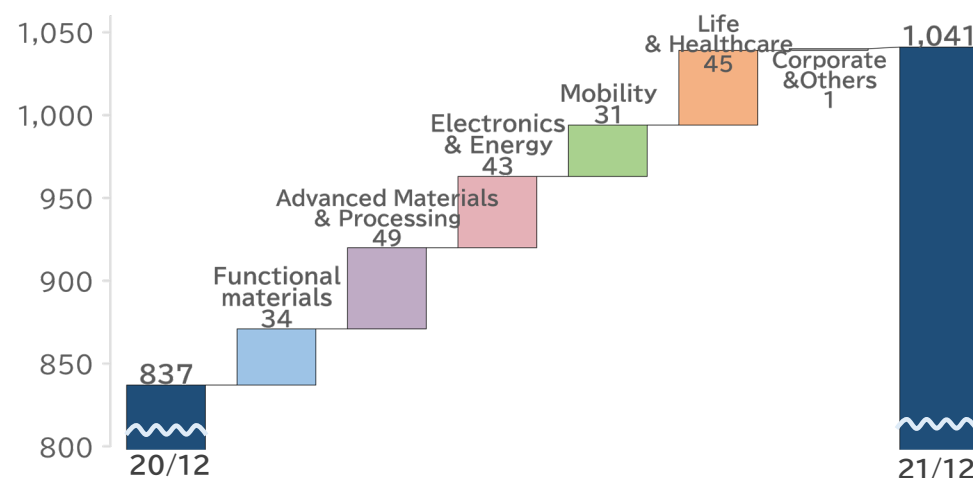 1,050
1,000
950
900
850
800
837
20/12
Functional
materials
34
Advanced Materials
& Processing
49
Electronics
& Energy
43
Mobility
31
Life
& Healthcare
45
Corporate
&Others
1
1,041
21/12